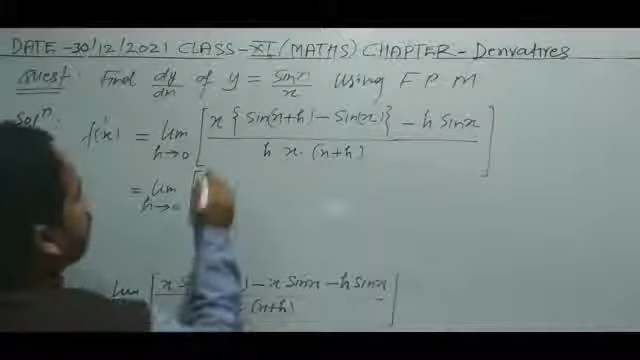 DATE -30/12/2021 CLASS-XI (MATHS) CHAPTER - Derivatives
Quest: Find dy/dx of y = sinx/x using F P M
Soln: f'(x) = lim h→0 [ x { sin(x+h) - sin(x) } - h sinx / h x. (x+h) ]
= lim h→0 [
lim [ x - x sinx - h sinx / (x+h) ]